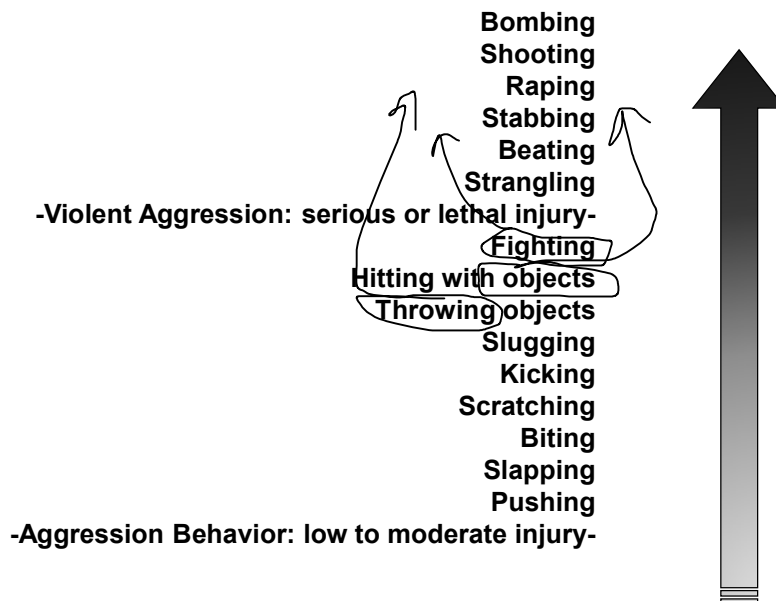 Bombing
Shooting
Raping
Stabbing
Beating
Strangling
-Violent Aggression: serious or lethal injury-
Fighting
Hitting with objects
Throwing objects
Slugging
Kicking
Scratching
Biting
Slapping
Pushing
-Aggression Behavior: low to moderate injury-